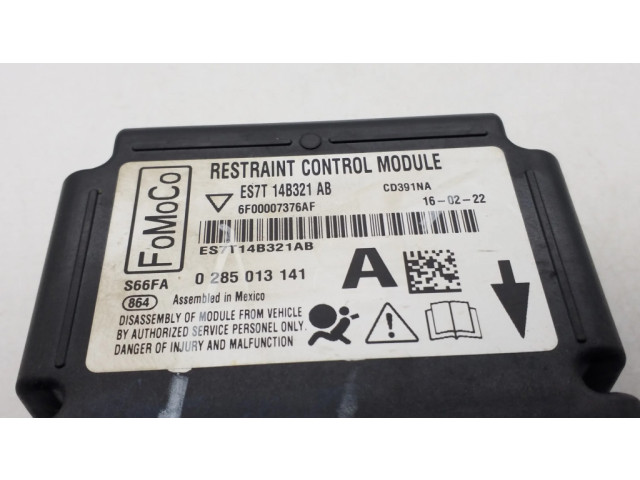 FoMoCo
RESTRAINT CONTROL MODULE
ES7T 14B321 AB
CD391NA
6F00007376AF
16-02-22
ES7T14B321AB
S66FA
0 285 013 141
A
864
Assembled in Mexico
DISASSEMBLY OF MODULE FROM VEHICLE
BY AUTHORIZED SERVICE PERSONEL ONLY.
DANGER OF INJURY AND MALFUNCTION